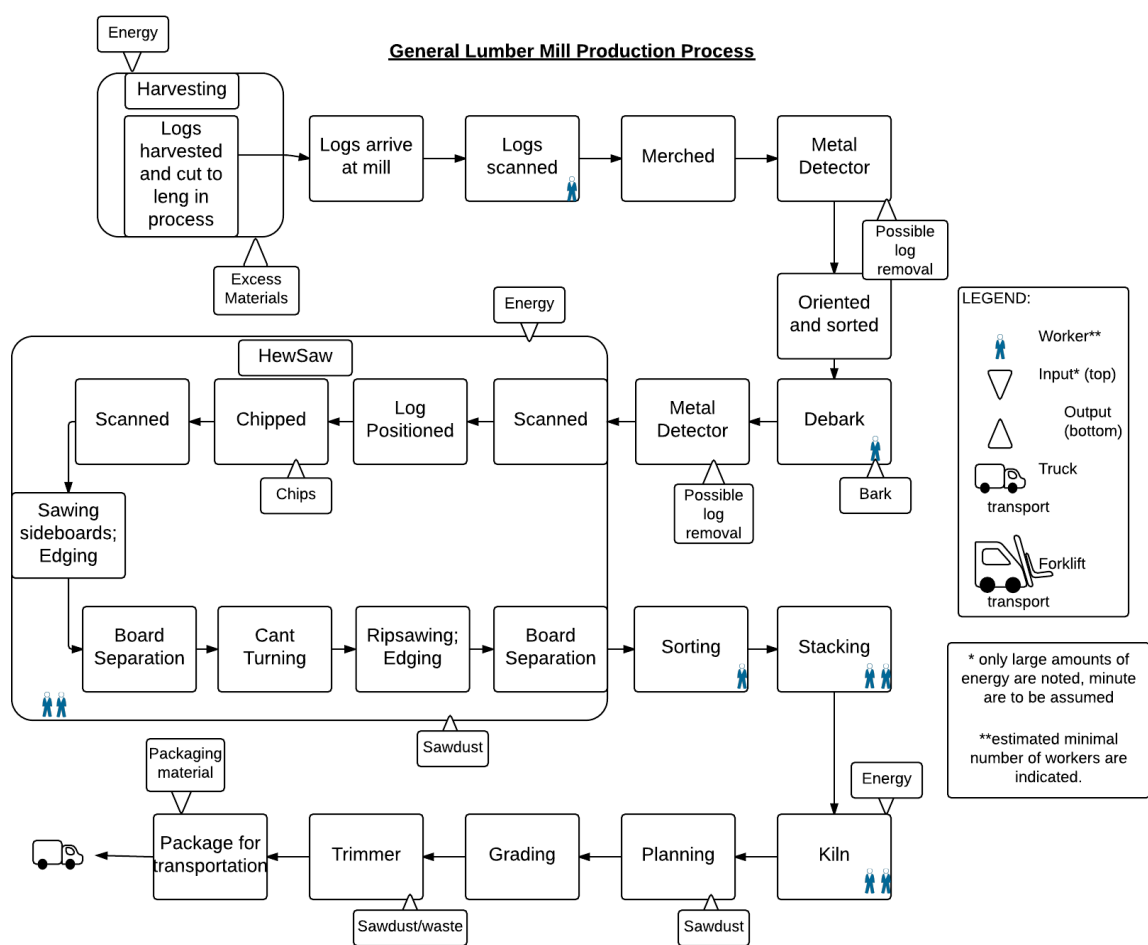 Energy
General Lumber Mill Production Process
Harvesting
Logs
harvested
and cut to
leng in
process
Logs arrive
at mill
Logs
scanned
Merched
Metal
Detector
Possible
log
removal
Excess
Materials
Oriented
and sorted
Energy
HewSaw
Scanned
Chipped
Log
Positioned
Scanned
Metal
Detector
Debark
Chips
Possible
log
removal
Bark
Sawing
sideboards;
Edging
Board
Separation
Cant
Turning
Ripsawing;
Edging
Board
Separation
Sorting
Stacking
Sawdust
Packaging
material
Energy
Package for
transportation
Trimmer
Grading
Planning
Kiln
Sawdust/waste
Sawdust
LEGEND:
Worker**
Input* (top)
Output
(bottom)
Truck
transport
Forklift
transport
* only large amounts of
energy are noted, minute
are to be assumed
**estimated minimal
number of workers are
indicated.